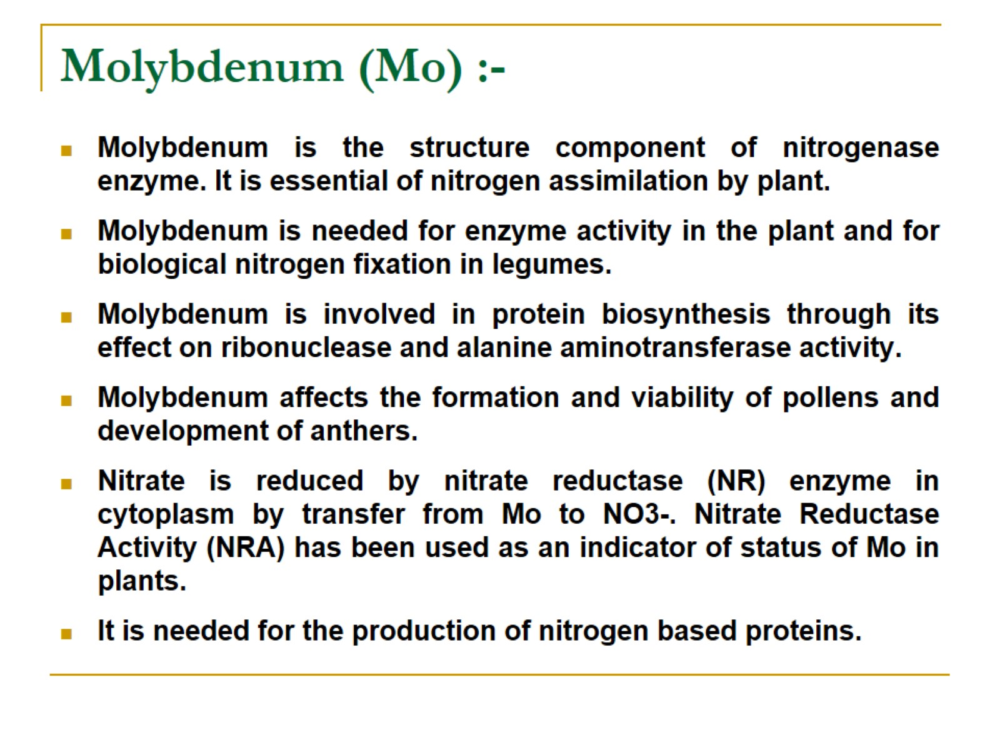 Molybdenum (Mo) :-
Molybdenum is the structure component of nitrogenase
enzyme. It is essential of nitrogen assimilation by plant.
Molybdenum is needed for enzyme activity in the plant and for
biological nitrogen fixation in legumes.
Molybdenum is involved in protein biosynthesis through its
effect on ribonuclease and alanine aminotransferase activity.
Molybdenum affects the formation and viability of pollens and
development of anthers.
Nitrate is reduced by nitrate reductase (NR) enzyme in
cytoplasm by transfer from Mo to NO3-. Nitrate Reductase
Activity (NRA) has been used as an indicator of status of Mo in
plants.
It is needed for the production of nitrogen based proteins.